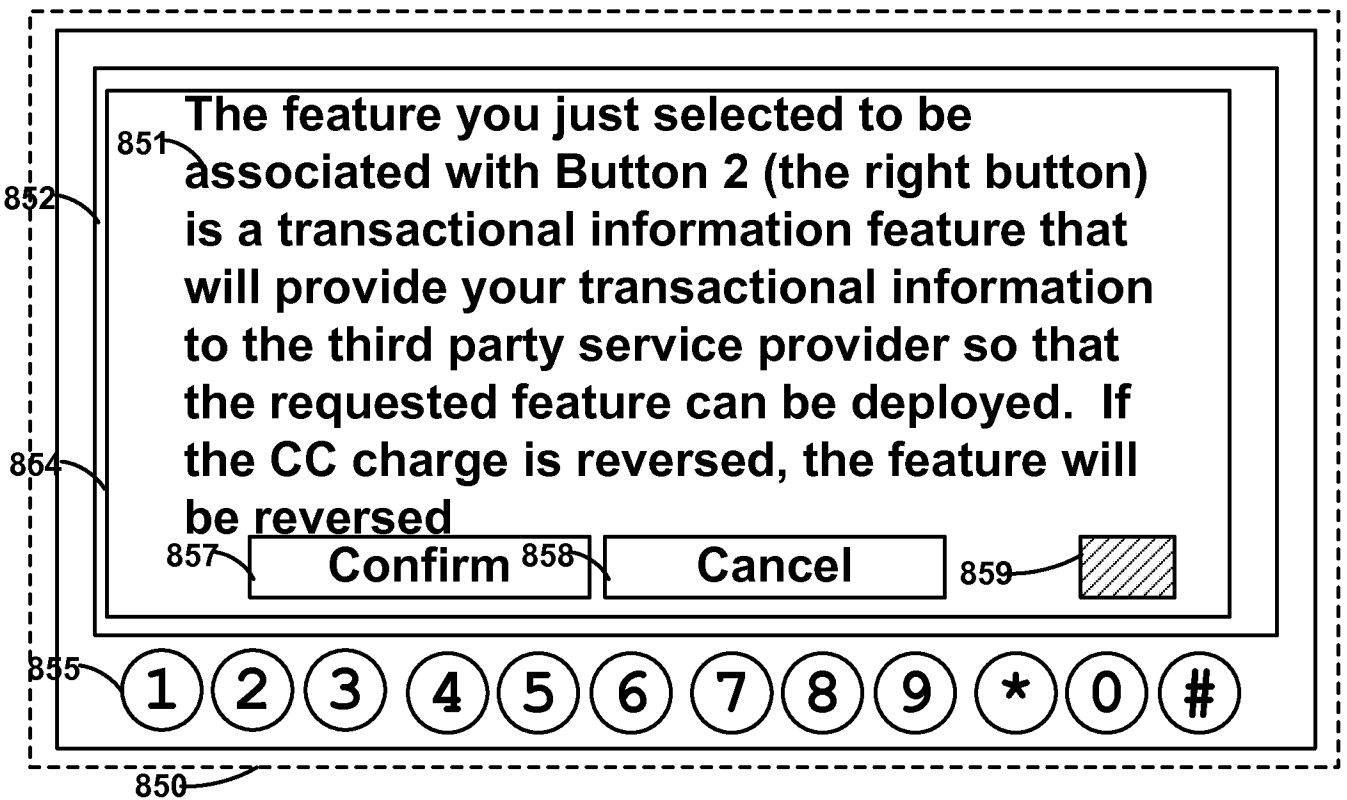 The feature you just selected to be
851
associated with Button 2 (the right button)
852
is a transactional information feature that
will provide your transactional information
to the third party service provider so that
the requested feature can be deployed.  If
the CC charge is reversed, the feature will
854
be reversed
857 Confirm 858 Cancel 859
855 1 2 3 4 5 6 7 8 9 * 0 #
850